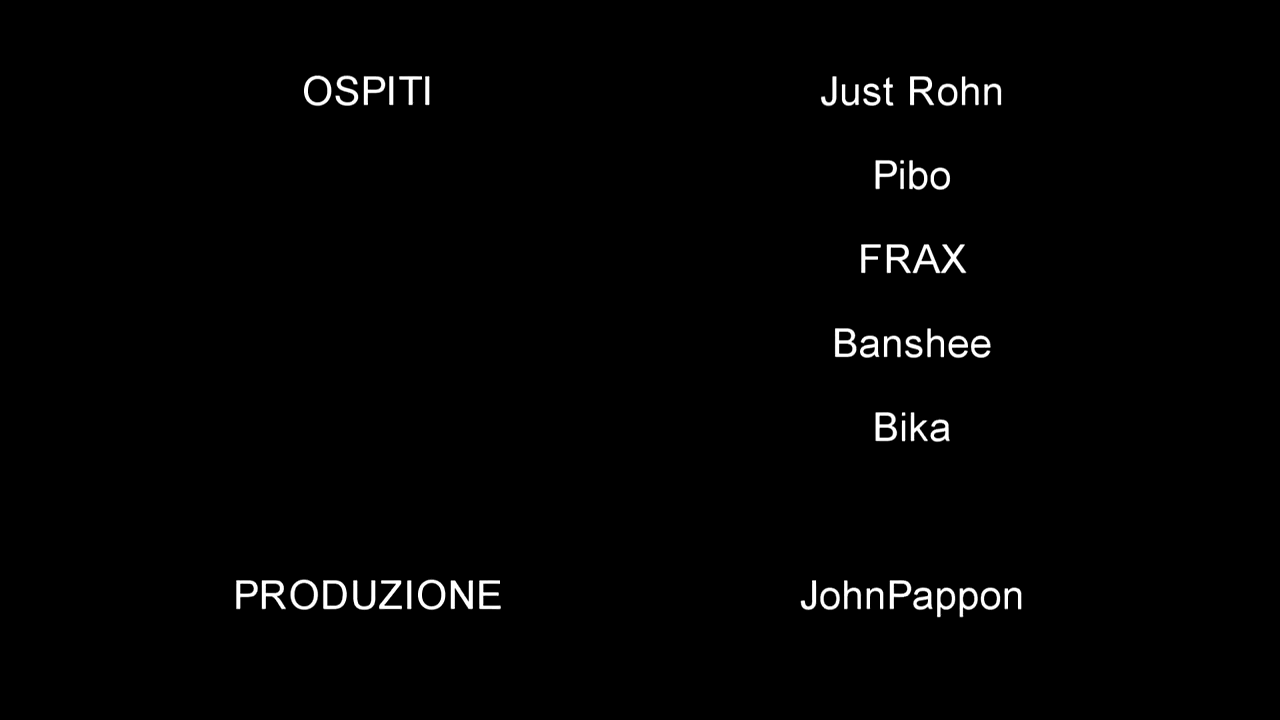 OSPITI Just Rohn
Pibo
FRAX
Banshee
Bika
PRODUZIONE JohnPappon